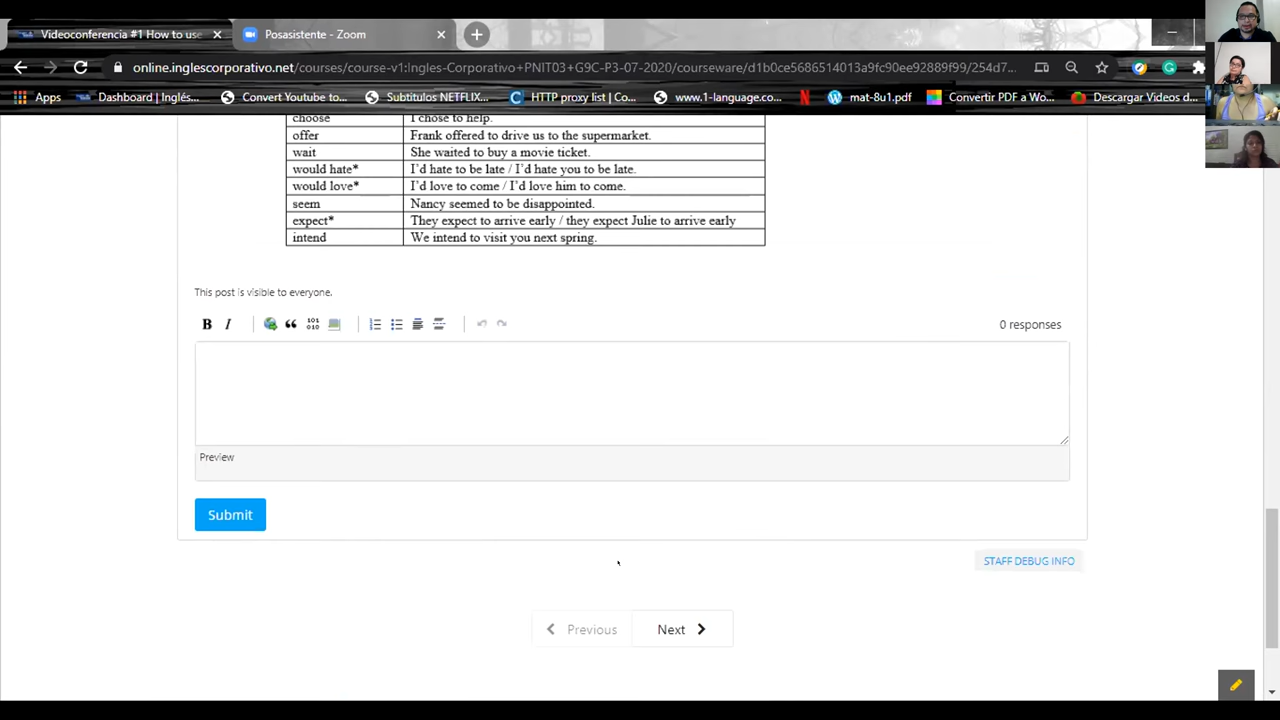 Videoconferencia #1 How to use
Posasistente - Zoom
online.inglescorporativo.net/courses/course-v1:Ingles-Corporativo+PNIT03+G9C-P3-07-2020/courseware/d1b0ce5686514013a9fc90ee92889f99/254d7...
Apps Dashboard | Inglés... Convert Youtube to... Subtitulos NETFLIX... HTTP proxy list | Co... www.1-language.co... mat-8u1.pdf Convertir PDF a Wo... Descargar Videos d...
choose I chose to help.
offer Frank offered to drive us to the supermarket.
wait She waited to buy a movie ticket.
would hate* I'd hate to be late / I'd hate you to be late.
would love* I'd love to come / I'd love him to come.
seem Nancy seemed to be disappointed.
expect* They expect to arrive early / they expect Julie to arrive early
intend We intend to visit you next spring.
This post is visible to everyone.
0 responses
Preview
Submit
STAFF DEBUG INFO
Previous Next